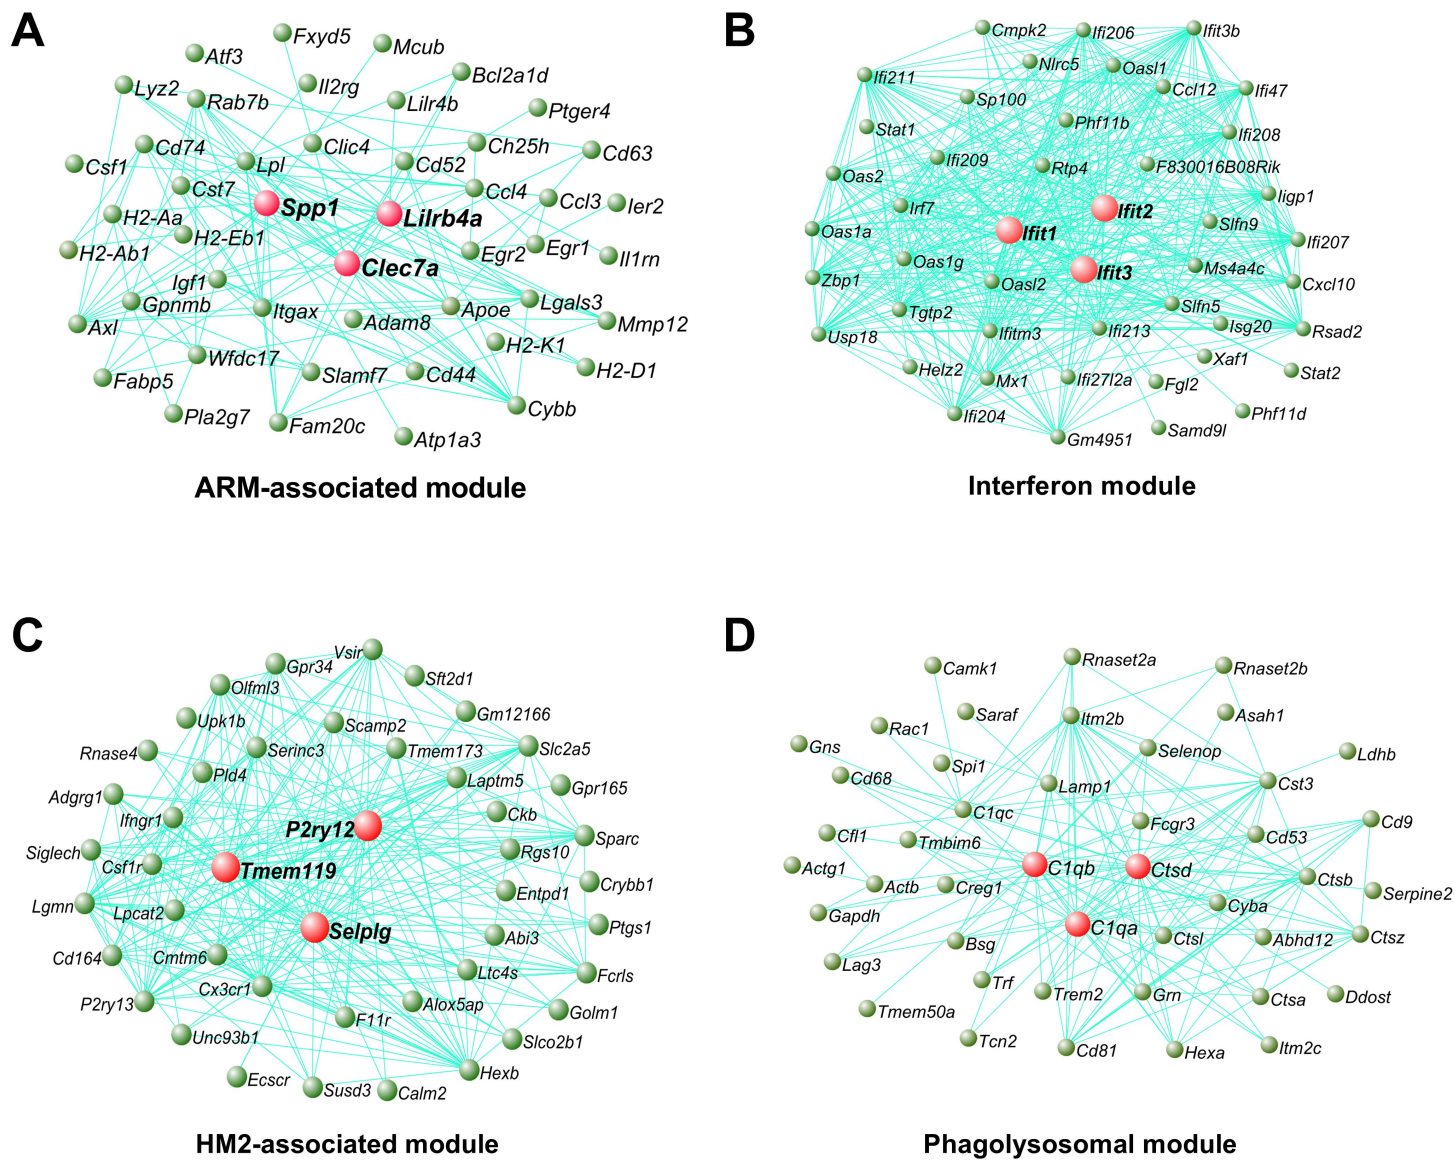 A
Fxyd5
Mcub
Atf3
Bcl2a1d
Lyz2
Il2rg
Rab7b
Lilr4b
Ptger4
Cd74
Clic4
Ch25h
Cd63
Csf1
Lpl
Cd52
Cst7
Ccl4
Ccl3
Ier2
Spp1
Lilrb4a
H2-Aa
H2-Eb1
H2-Ab1
Egr2
Egr1
Il1rn
Clec7a
Igf1
Gpnmb
Itgax
Apoe
Lgals3
Axl
Adam8
Mmp12
Wfdc17
H2-K1
Fabp5
Slamf7
Cd44
H2-D1
Pla2g7
Fam20c
Cybb
Atp1a3
ARM-associated module
B
Cmpk2
Ifi206
Ifit3b
Nlrc5
Oasl1
Ifi211
Ccl12
Ifi47
Sp100
Stat1
Phf11b
Ifi208
Ifi209
Rtp4
F830016B08Rik
Oas2
Iigp1
Irf7
Ifit2
Slfn9
Oas1a
Ifit1
Ifi207
Oas1g
Ifit3
Ms4a4c
Zbp1
Oasl2
Cxcl10
Tgtp2
Slfn5
Usp18
Ifitm3
Ifi213
Isg20
Rsad2
Xaf1
Helz2
Mx1
Ifi27l2a
Fgl2
Stat2
Ifi204
Phf11d
Gm4951
Samd9l
Interferon module
C
Vsir
Gpr34
Sft2d1
Olfml3
Upk1b
Scamp2
Gm12166
Rnase4
Serinc3
Tmem173
Slc2a5
Pld4
Laptm5
Gpr165
Adgrg1
Ifngr1
P2ry12
Ckb
Sparc
Siglech
Csf1r
Tmem119
Rgs10
Lgmn
Lpcat2
Entpd1
Crybb1
Selplg
Abi3
Ptgs1
Cd164
Cmtm6
Ltc4s
Fcrls
P2ry13
Cx3cr1
Alox5ap
Golm1
F11r
Unc93b1
Slco2b1
Ecscr
Susd3
Calm2
Hexb
HM2-associated module
D
Camk1
Rnaset2a
Rnaset2b
Rac1
Saraf
Itm2b
Asah1
Gns
Selenop
Ldhb
Cd68
Spi1
Lamp1
Cst3
C1qc
Fcgr3
Cd9
Cfl1
Tmbim6
Cd53
Actg1
Actb
Creg1
C1qb
Ctsd
Ctsb
Serpine2
Gapdh
Cyba
C1qa
Bsg
Ctsl
Abhd12
Ctsz
Lag3
Trf
Trem2
Grn
Ctsa
Ddost
Tmem50a
Tcn2
Cd81
Hexa
Itm2c
Phagolysosomal module